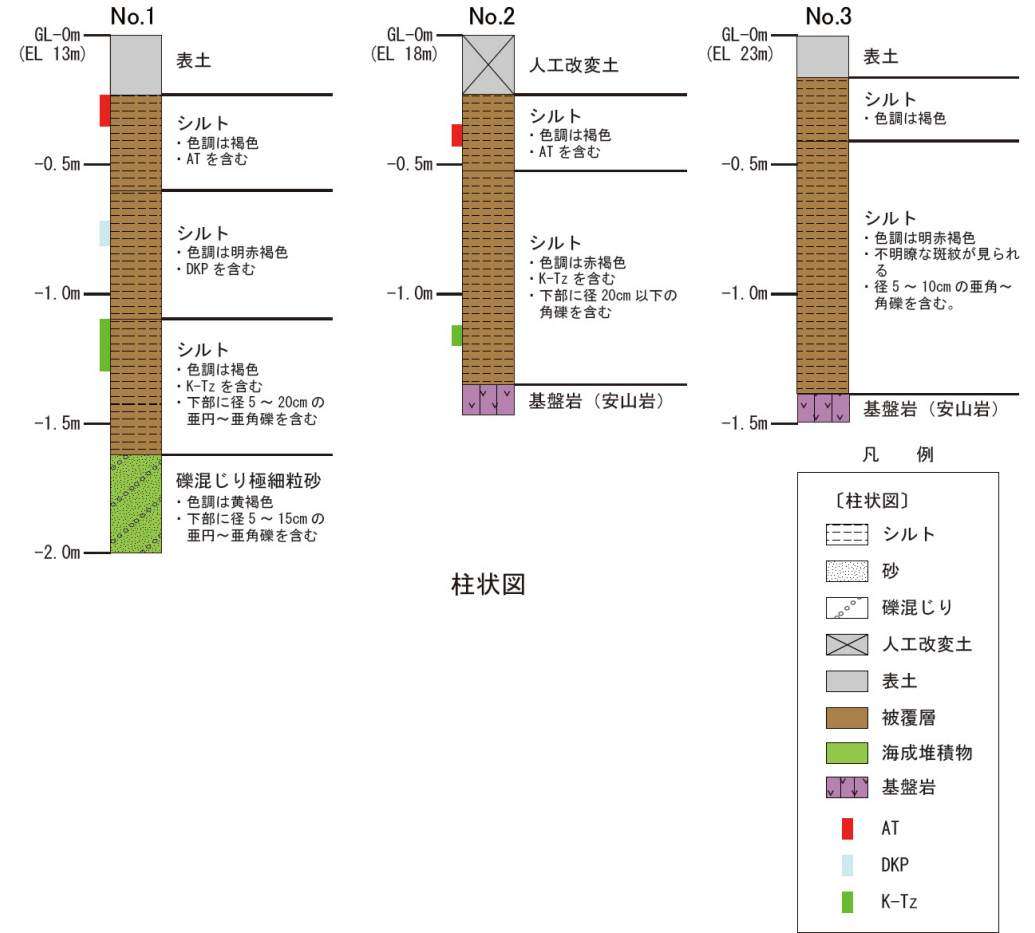 No.1
GL-0m
(EL 13m)
表土
シルト
・色調は褐色
・AT を含む
-0.5m
シルト
・色調は明赤褐色
・DKP を含む
-1.0m
シルト
・色調は褐色
・K-Tz を含む
・下部に径 5 ～ 20cm の
亜円～亜角礫を含む
-1.5m
礫混じり極細粒砂
・色調は黄褐色
・下部に径 5 ～ 15cm の
亜円～亜角礫を含む
-2.0m
No.2
GL-0m
(EL 18m)
人工改変土
シルト
・色調は褐色
・AT を含む
-0.5m
シルト
・色調は赤褐色
・K-Tz を含む
・下部に径 20cm 以下の
角礫を含む
-1.0m
基盤岩（安山岩）
No.3
GL-0m
(EL 23m)
表土
シルト
・色調は褐色
-0.5m
シルト
・色調は明赤褐色
・不明瞭な斑紋が見られ
る
・径 5 ～ 10cm の亜角～
角礫を含む。
-1.0m
基盤岩（安山岩）
-1.5m
柱状図
凡　例
〔柱状図〕
シルト
砂
礫混じり
人工改変土
表土
被覆層
海成堆積物
基盤岩
AT
DKP
K-Tz